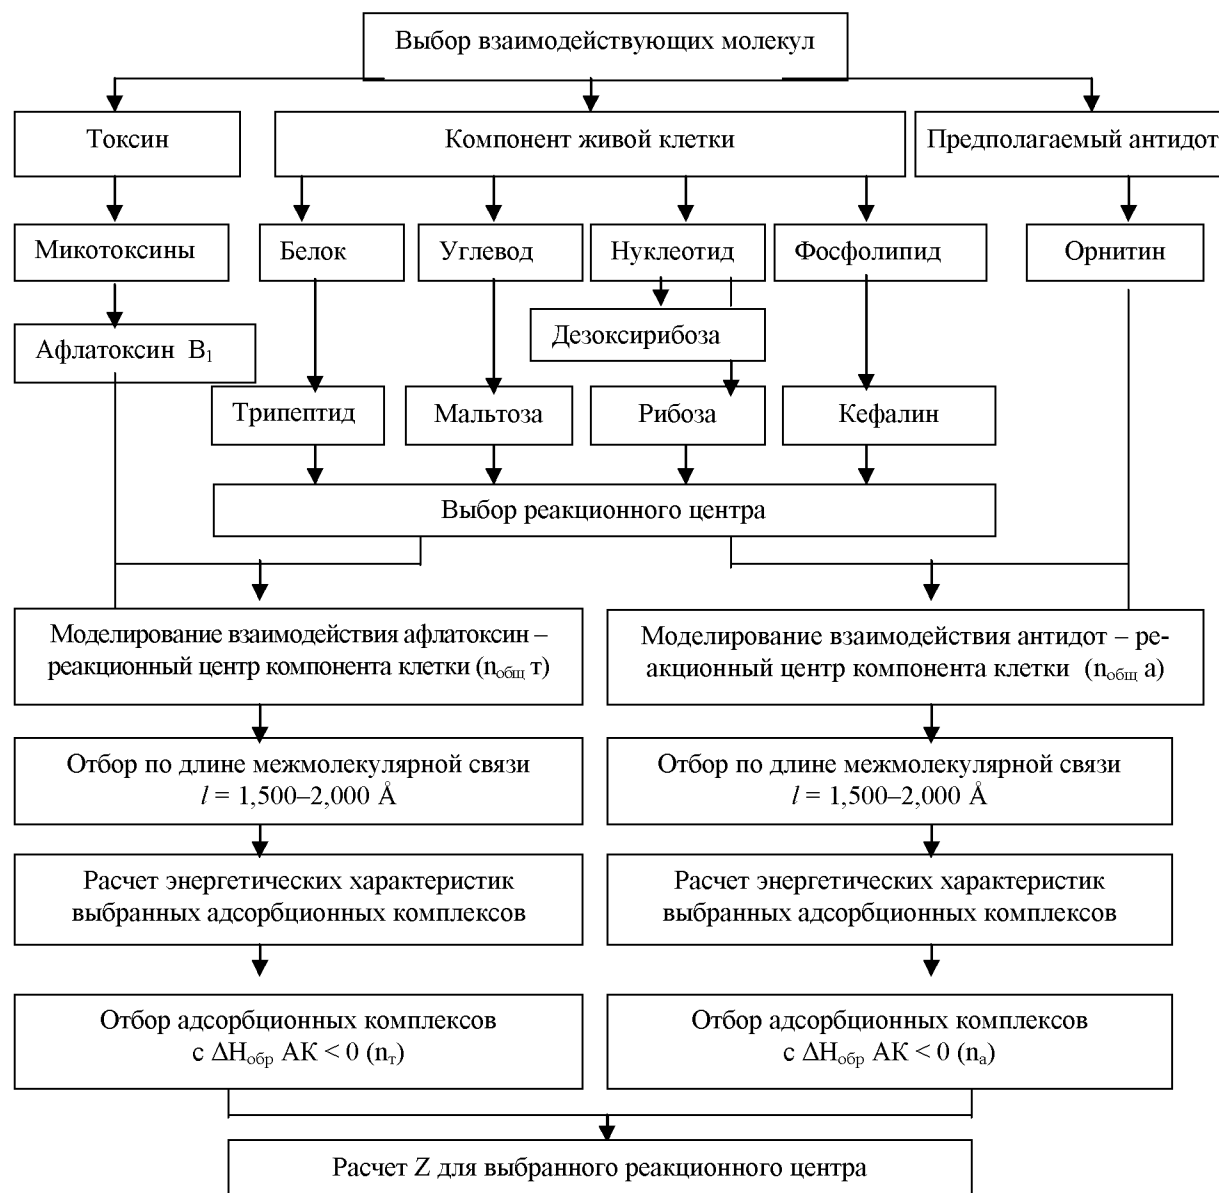 Выбор взаимодействующих молекул
Токсин
Компонент живой клетки
Предполагаемый антидот
Микотоксины
Белок
Углевод
Нуклеотид
Фосфолипид
Орнитин
Дезоксирибоза
Афлатоксин B₁
Трипептид
Мальтоза
Рибоза
Кефалин
Выбор реакционного центра
Моделирование взаимодействия афлатоксин –
реакционный центр компонента клетки (nобщ т)
Моделирование взаимодействия антидот – ре-
акционный центр компонента клетки (nобщ а)
Отбор по длине межмолекулярной связи
l = 1,500–2,000 Å
Отбор по длине межмолекулярной связи
l = 1,500–2,000 Å
Расчет энергетических характеристик
выбранных адсорбционных комплексов
Расчет энергетических характеристик
выбранных адсорбционных комплексов
Отбор адсорбционных комплексов
с ΔНобр АК < 0 (nт)
Отбор адсорбционных комплексов
с ΔНобр АК < 0 (nа)
Расчет Z для выбранного реакционного центра